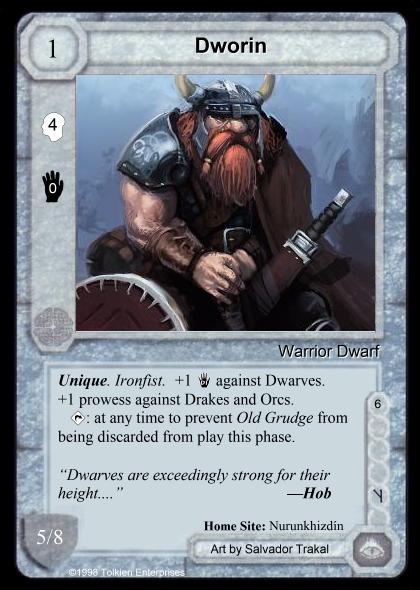 1
Dworin
4
0
Warrior Dwarf
Unique. Ironfist. +1 against Dwarves.
+1 prowess against Drakes and Orcs.
: at any time to prevent Old Grudge from
being discarded from play this phase.
“Dwarves are exceedingly strong for their
height....” —Hob
6
Home Site: Nurunkhizdín
5/8
Art by Salvador Trakal
©1998 Tolkien Enterprises